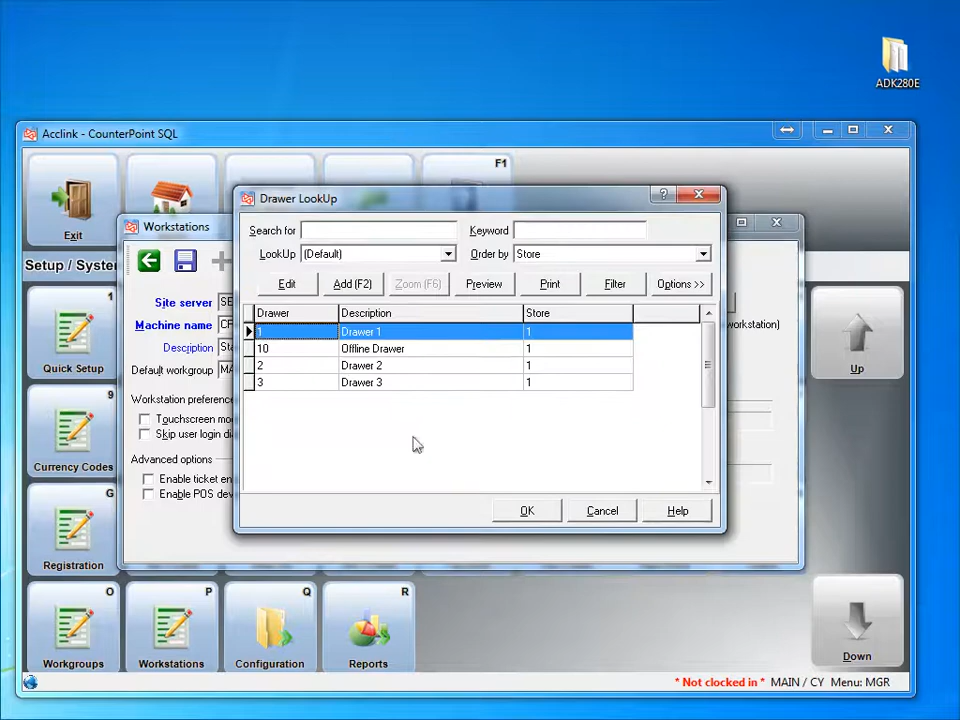 ADK280E
Acclink - CounterPoint SQL
F1
Exit
Drawer LookUp
?
Search for
Keyword
LookUp (Default)
Order by Store
Edit
Add (F2)
Zoom (F6)
Preview
Print
Filter
Options >>
Drawer Description Store
1 Drawer 1 1
10 Offline Drawer 1
2 Drawer 2 1
3 Drawer 3 1
OK
Cancel
Help
Workstations
Site server
Machine name
Description
Default workgroup
workstation)
Workstation preference
Skip user login di
Advanced options
Enable ticket en
Enable POS dev
1
Quick Setup
9
Currency Codes
G
Registration
O
Workgroups
P
Workstations
Q
Configuration
R
Reports
Up
Down
* Not clocked in * MAIN / CY Menu: MGR